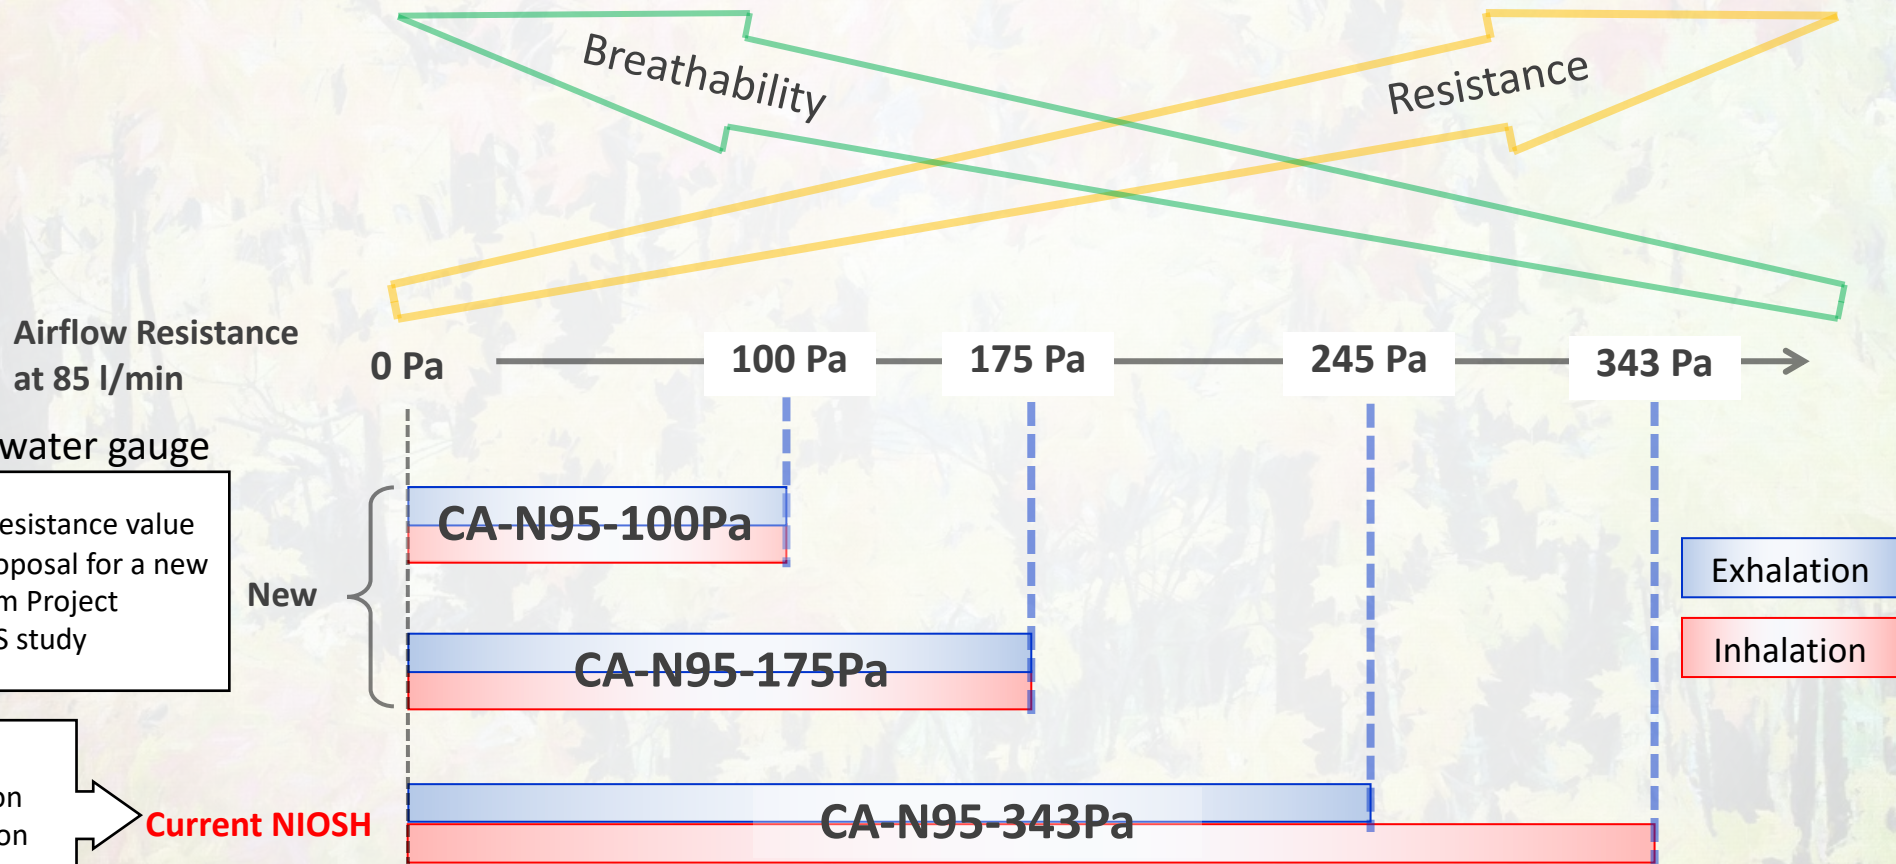 Breathability
Resistance
Airflow Resistance
at 85 l/min
0 Pa
100 Pa
175 Pa
245 Pa
343 Pa
water gauge
esistance value
oposal for a new
m Project
S study
New
CA-N95-100Pa
CA-N95-175Pa
Exhalation
Inhalation
on
on
Current NIOSH
CA-N95-343Pa